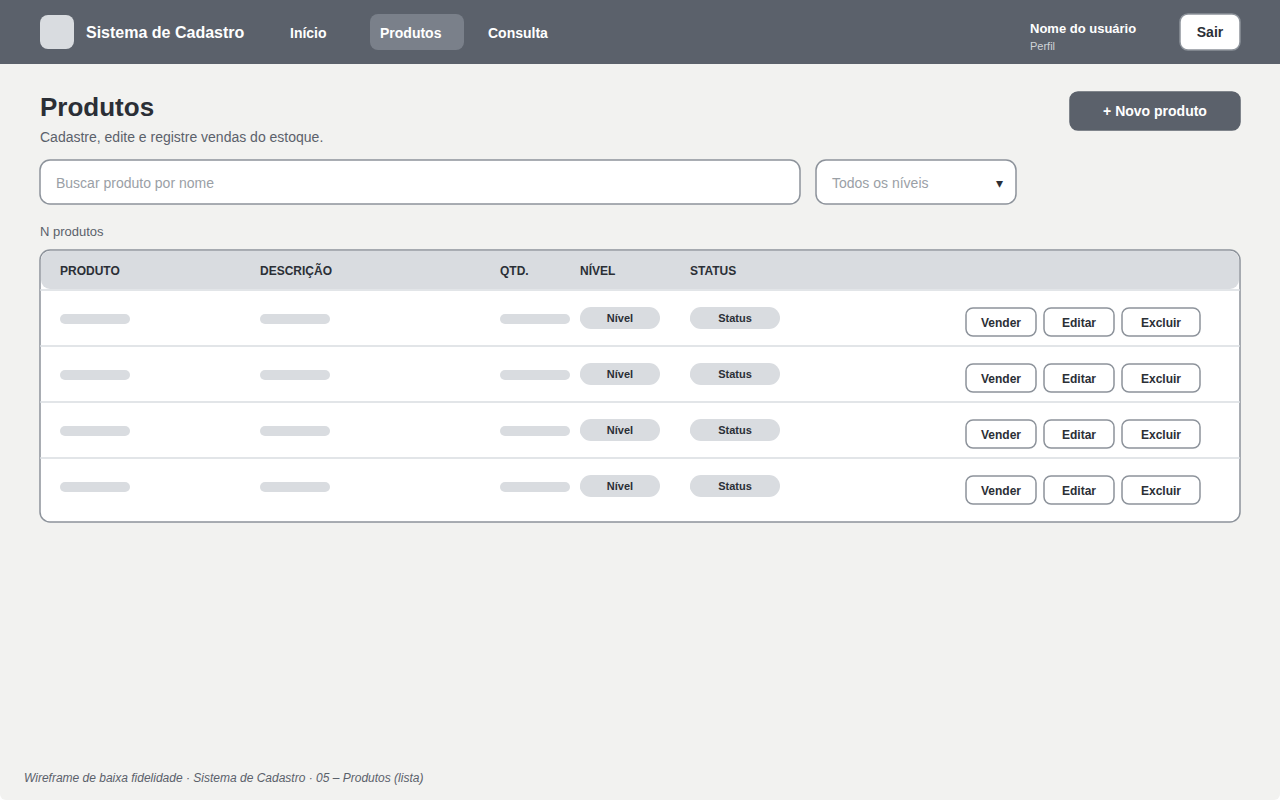 Sistema de Cadastro
Início
Produtos
Consulta
Nome do usuário
Perfil
Sair
Produtos
Cadastre, edite e registre vendas do estoque.
+ Novo produto
Buscar produto por nome
Todos os níveis ▾
N produtos
PRODUTO DESCRIÇÃO QTD. NÍVEL STATUS
Nível Status Vender Editar Excluir
Nível Status Vender Editar Excluir
Nível Status Vender Editar Excluir
Nível Status Vender Editar Excluir
Wireframe de baixa fidelidade · Sistema de Cadastro · 05 – Produtos (lista)